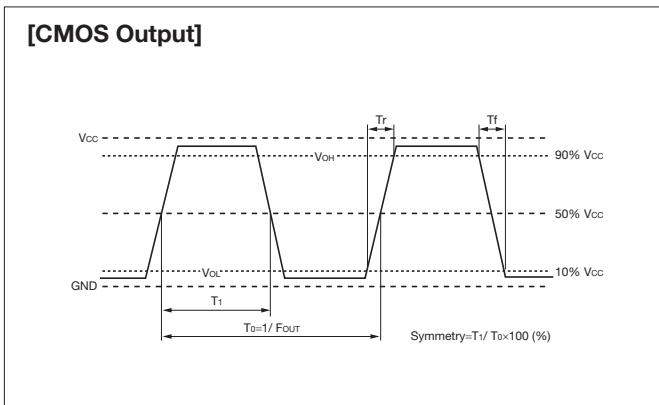 [CMOS Output]
Tr
Tf
VCC
VOH
90% VCC
50% VCC
VOL
10% VCC
GND
T1
T0=1/ FOUT
Symmetry=T1/ T0×100 (%)